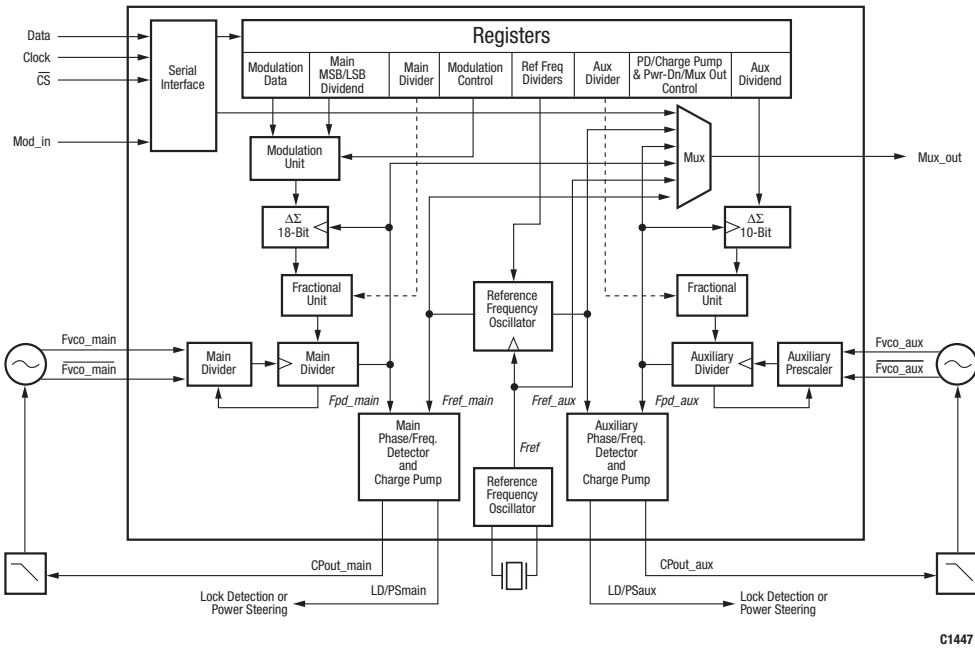 Data
Clock
CS
Mod_in
Serial
Interface
Registers
Modulation
Data
Main
MSB/LSB
Dividend
Main
Divider
Modulation
Control
Ref Freq
Dividers
Aux
Divider
PD/Charge Pump
& Pwr-Dn/Mux Out
Control
Aux
Dividend
Modulation
Unit
Mux
Mux_out
ΔΣ
18-Bit
ΔΣ
10-Bit
Fractional
Unit
Reference
Frequency
Oscillator
Fractional
Unit
Fvco_main
Fvco_main
Main
Divider
Main
Divider
Auxiliary
Divider
Auxiliary
Prescaler
Fvco_aux
Fvco_aux
Fpd_main
Fref_main
Fref_aux
Fpd_aux
Main
Phase/Freq.
Detector
and
Charge Pump
Fref
Reference
Frequency
Oscillator
Auxiliary
Phase/Freq.
Detector
and
Charge Pump
CPout_main
CPout_aux
LD/PSmain
LD/PSaux
Lock Detection or
Power Steering
Lock Detection or
Power Steering
C1447